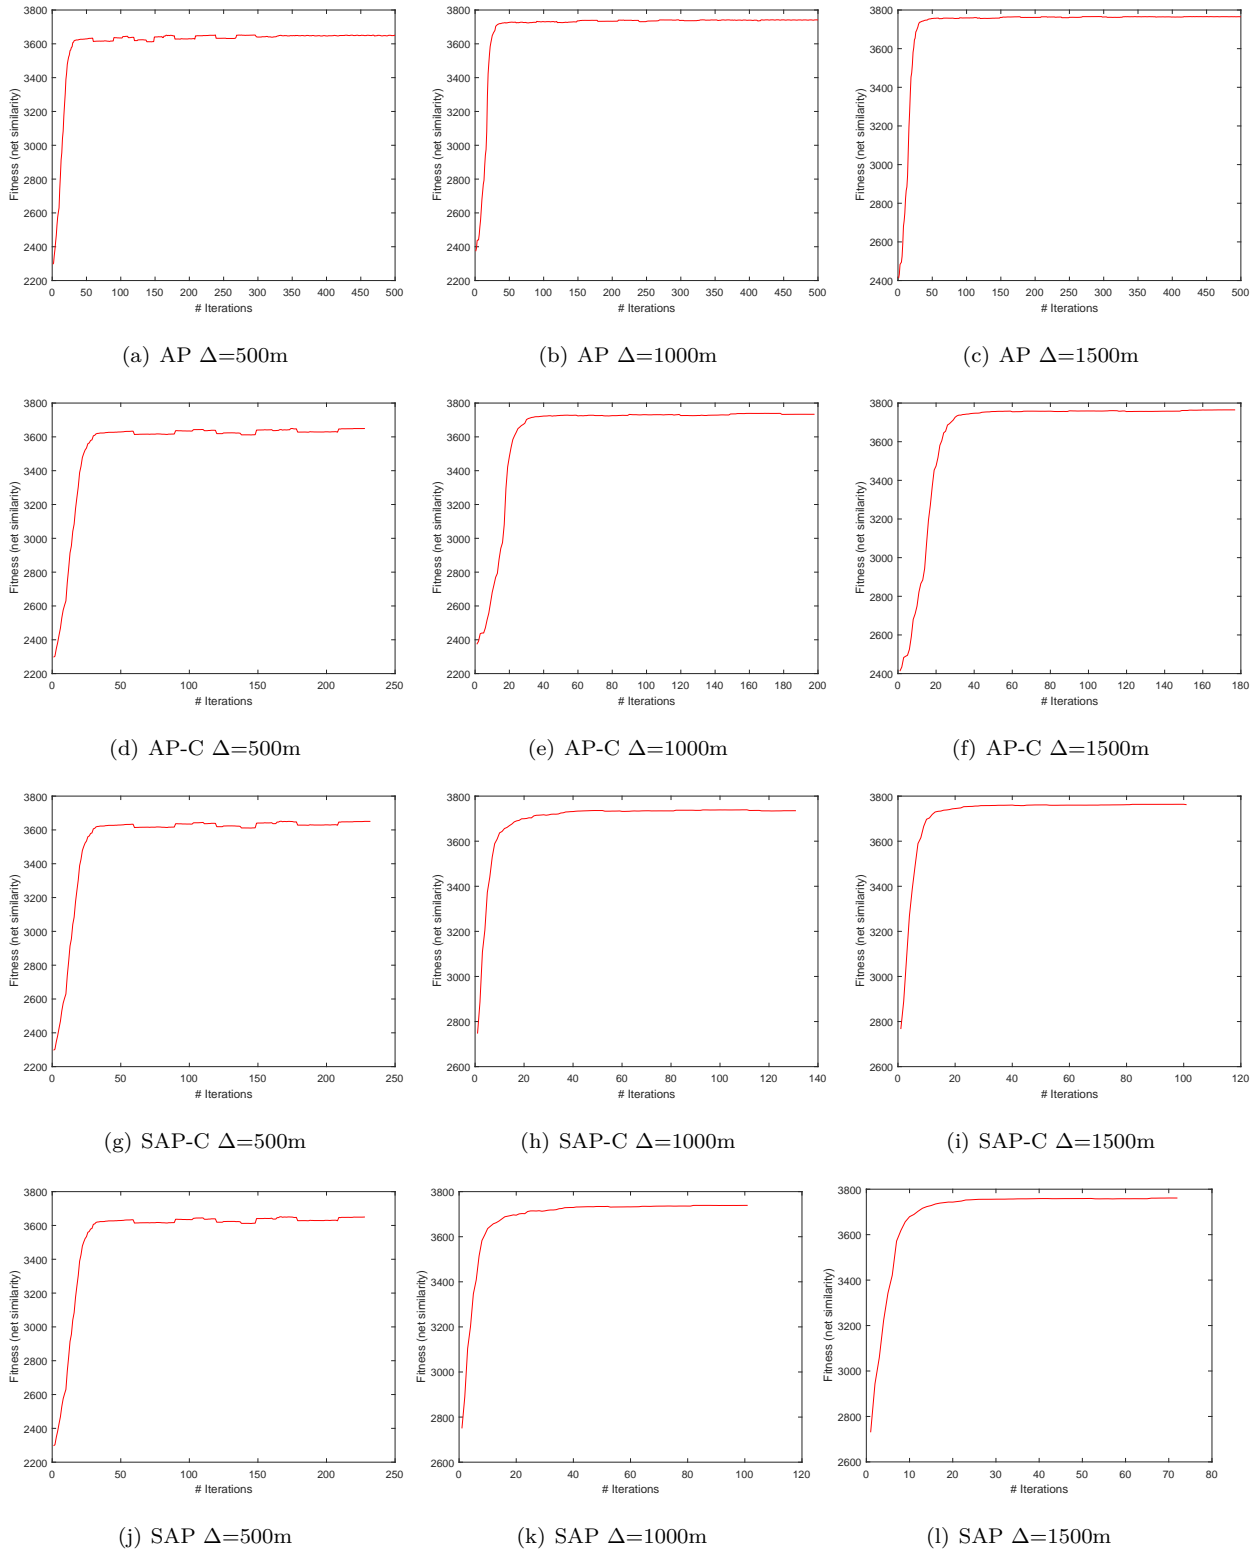 3800
3600
3400
3200
3000
2800
2600
2400
2200
0 50 100 150 200 250 300 350 400 450 500
Fitness (net similarity)
# Iterations
(a) AP Δ=500m
3800
3600
3400
3200
3000
2800
2600
2400
2200
0 50 100 150 200 250 300 350 400 450 500
Fitness (net similarity)
# Iterations
(b) AP Δ=1000m
3800
3600
3400
3200
3000
2800
2600
2400
0 50 100 150 200 250 300 350 400 450 500
Fitness (net similarity)
# Iterations
(c) AP Δ=1500m
3800
3600
3400
3200
3000
2800
2600
2400
2200
0 50 100 150 200 250
Fitness (net similarity)
# Iterations
(d) AP-C Δ=500m
3800
3600
3400
3200
3000
2800
2600
2400
2200
0 20 40 60 80 100 120 140 160 180 200
Fitness (net similarity)
# Iterations
(e) AP-C Δ=1000m
3800
3600
3400
3200
3000
2800
2600
2400
0 20 40 60 80 100 120 140 160 180
Fitness (net similarity)
# Iterations
(f) AP-C Δ=1500m
3800
3600
3400
3200
3000
2800
2600
2400
2200
0 50 100 150 200 250
Fitness (net similarity)
# Iterations
(g) SAP-C Δ=500m
3800
3600
3400
3200
3000
2800
2600
0 20 40 60 80 100 120 140
Fitness (net similarity)
# Iterations
(h) SAP-C Δ=1000m
3800
3600
3400
3200
3000
2800
2600
0 20 40 60 80 100 120
Fitness (net similarity)
# Iterations
(i) SAP-C Δ=1500m
3800
3600
3400
3200
3000
2800
2600
2400
2200
0 50 100 150 200 250
Fitness (net similarity)
# Iterations
(j) SAP Δ=500m
3800
3600
3400
3200
3000
2800
2600
0 20 40 60 80 100 120
Fitness (net similarity)
# Iterations
(k) SAP Δ=1000m
3800
3600
3400
3200
3000
2800
2600
0 10 20 30 40 50 60 70 80
Fitness (net similarity)
# Iterations
(l) SAP Δ=1500m